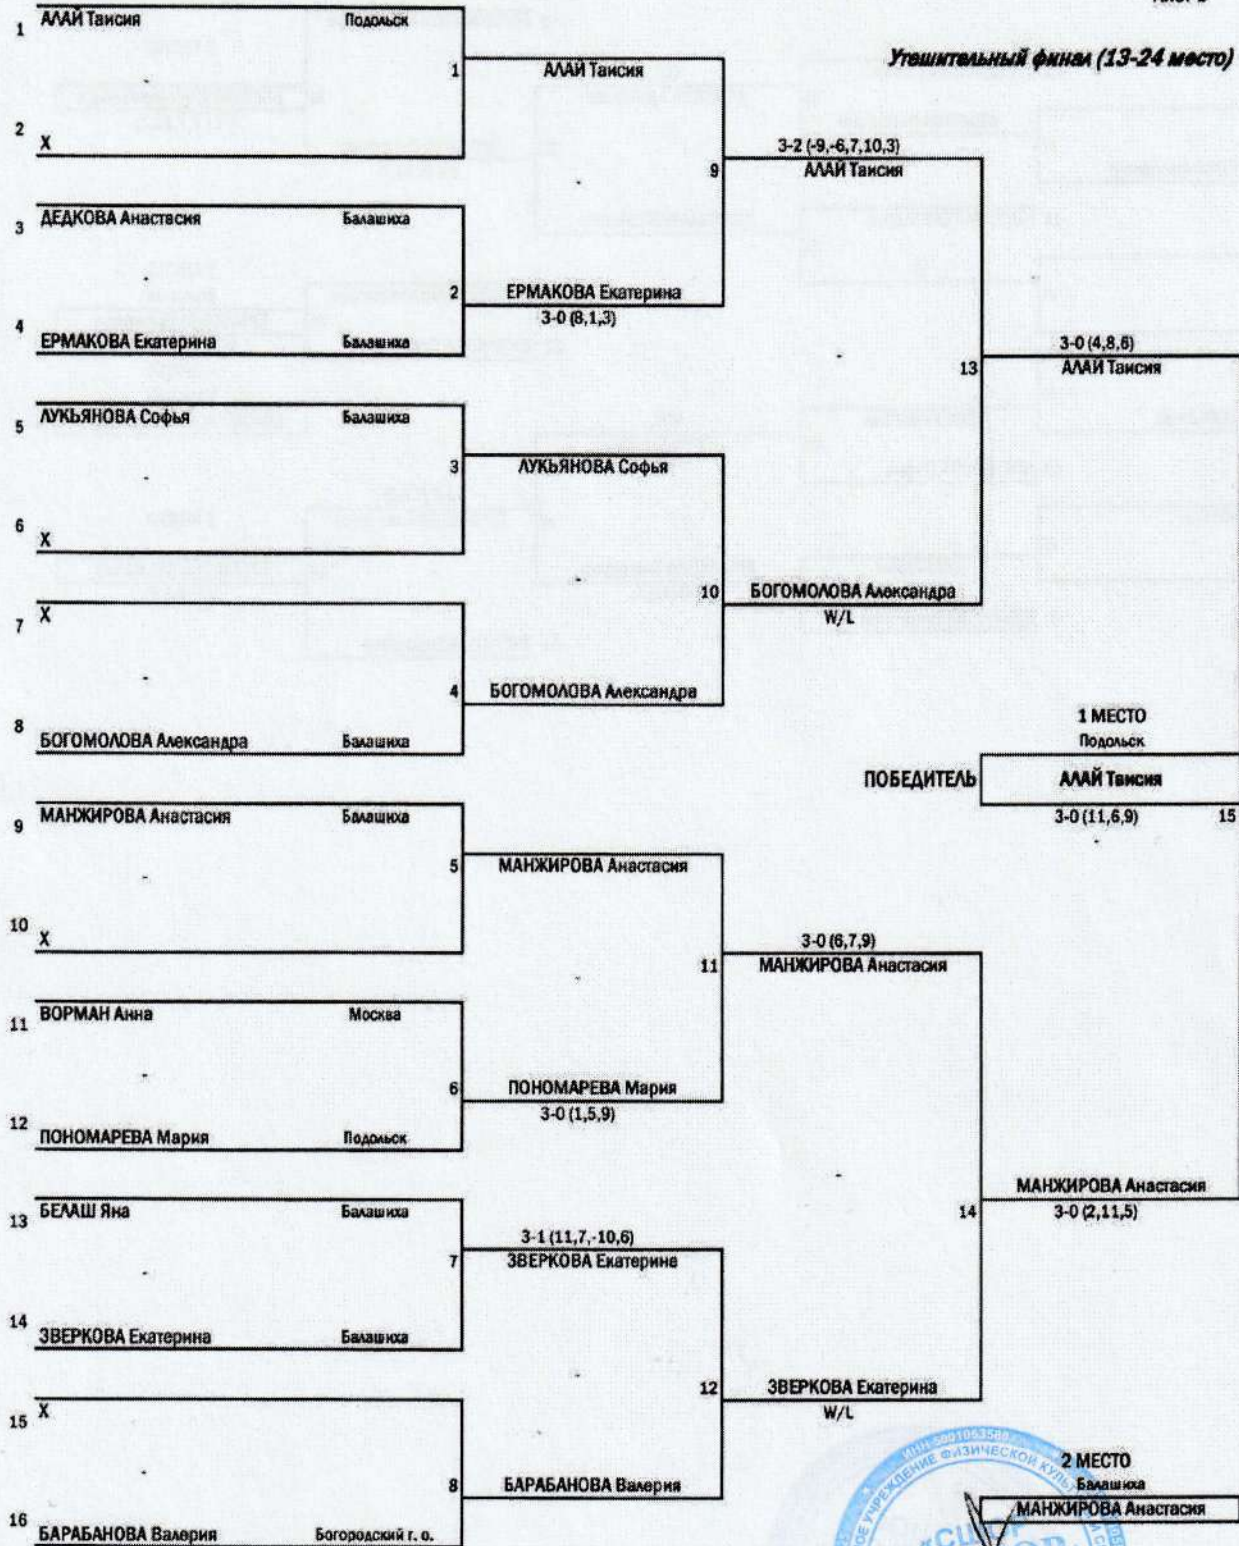 Утешительный финал (13-24 место)
1 АЛАЙ Таисия Подольск
1 АЛАЙ Таисия
2 X
9 3-2 (-9,-6,7,10,3)
АЛАЙ Таисия
3 ДЕДКОВА Анастасия Балашиха
2 ЕРМАКОВА Екатерина
3-0 (8,1,3)
4 ЕРМАКОВА Екатерина Балашиха
13 3-0 (4,8,6)
АЛАЙ Таисия
5 ЛУКЬЯНОВА Софья Балашиха
3 ЛУКЬЯНОВА Софья
6 X
10 БОГОМОЛОВА Александра
W/L
7 X
4 БОГОМОЛОВА Александра
8 БОГОМОЛОВА Александра Балашиха
1 МЕСТО
Подольск
ПОБЕДИТЕЛЬ АЛАЙ Таисия
3-0 (11,6,9) 15
9 МАНЖИРОВА Анастасия Балашиха
5 МАНЖИРОВА Анастасия
10 X
11 3-0 (6,7,9)
МАНЖИРОВА Анастасия
11 ВОРМАН Анна Москва
6 ПОНОМАРЕВА Мария
3-0 (1,5,9)
12 ПОНОМАРЕВА Мария Подольск
14 МАНЖИРОВА Анастасия
3-0 (2,11,5)
13 БЕЛАШ Яна Балашиха
3-1 (11,7,-10,6)
7 ЗВЕРКОВА Екатерина
14 ЗВЕРКОВА Екатерина Балашиха
12 ЗВЕРКОВА Екатерина
W/L
15 X
8 БАРАБАНОВА Валерия
16 БАРАБАНОВА Валерия Богородский г. о.
2 МЕСТО
Балашиха
МАНЖИРОВА Анастасия